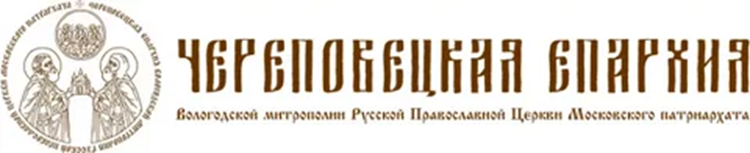 ЧЕРЕПОВЕЦКАЯ ЕПАРХИЯ
Вологодской митрополии Русской Православной Церкви Московского патриархата